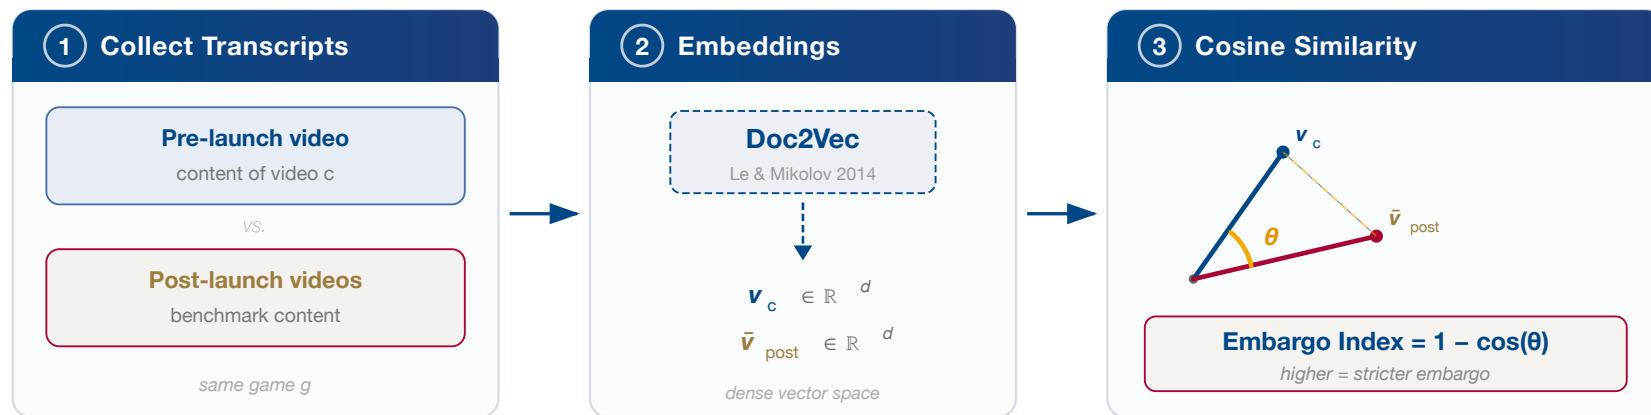 1 Collect Transcripts
Pre-launch video
content of video c
vs.
Post-launch videos
benchmark content
same game g
2 Embeddings
Doc2Vec
Le & Mikolov 2014
v c ∈ ℝ d
v̄ post ∈ ℝ d
dense vector space
3 Cosine Similarity
v c
v̄ post
θ
Embargo Index = 1 − cos(θ)
higher = stricter embargo